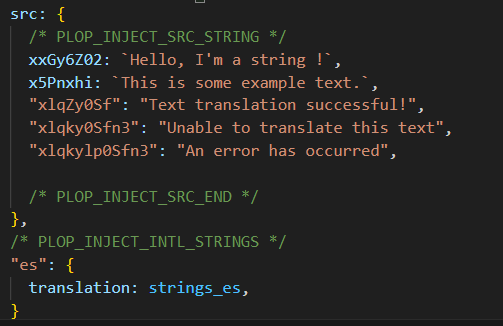 src: {
/* PLOP_INJECT_SRC_STRING */
xxGy6Z02: `Hello, I'm a string !`,
x5Pnxhi: `This is some example text.`,
"xlqZy0Sf": "Text translation successful!",
"xlqky0Sfn3": "Unable to translate this text",
"xlqkylp0Sfn3": "An error has occurred",
/* PLOP_INJECT_SRC_END */
},
/* PLOP_INJECT_INTL_STRINGS */
"es": {
translation: strings_es,
}